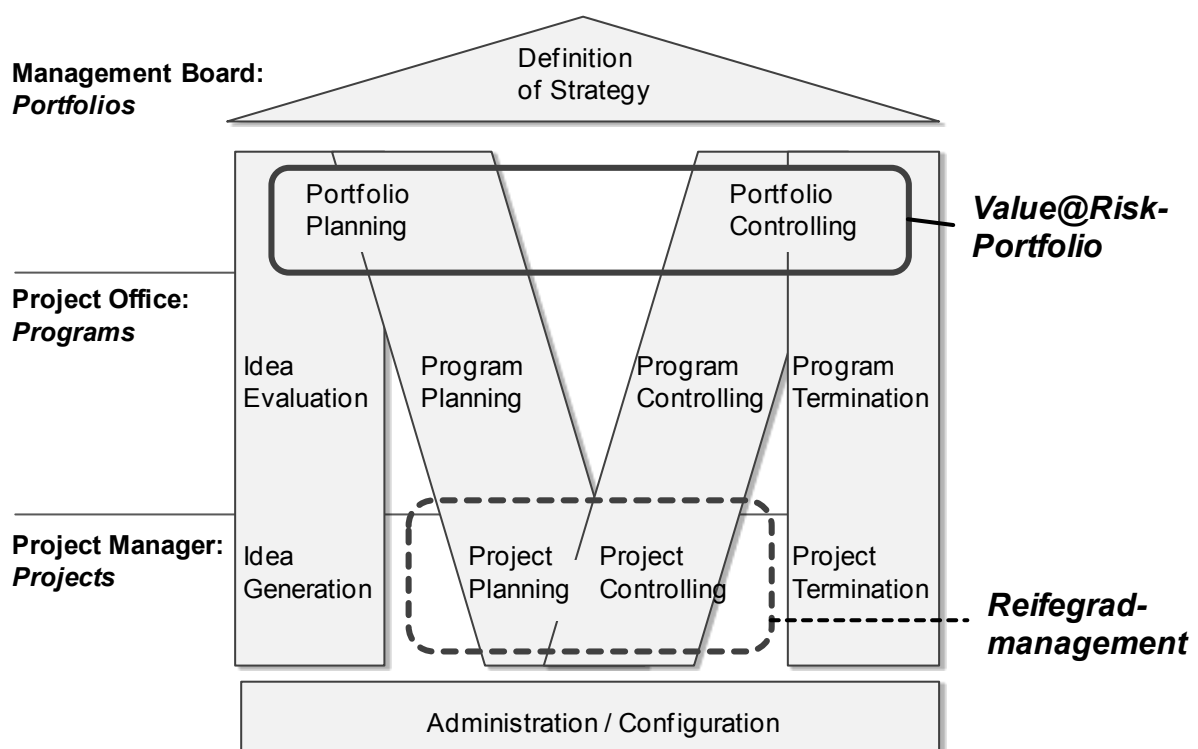 Definition
of Strategy
Management Board:
Portfolios
Portfolio
Planning
Portfolio
Controlling
Value@Risk-
Portfolio
Project Office:
Programs
Idea
Evaluation
Program
Planning
Program
Controlling
Program
Termination
Project Manager:
Projects
Idea
Generation
Project
Planning
Project
Controlling
Project
Termination
Reifegrad-
management
Administration / Configuration